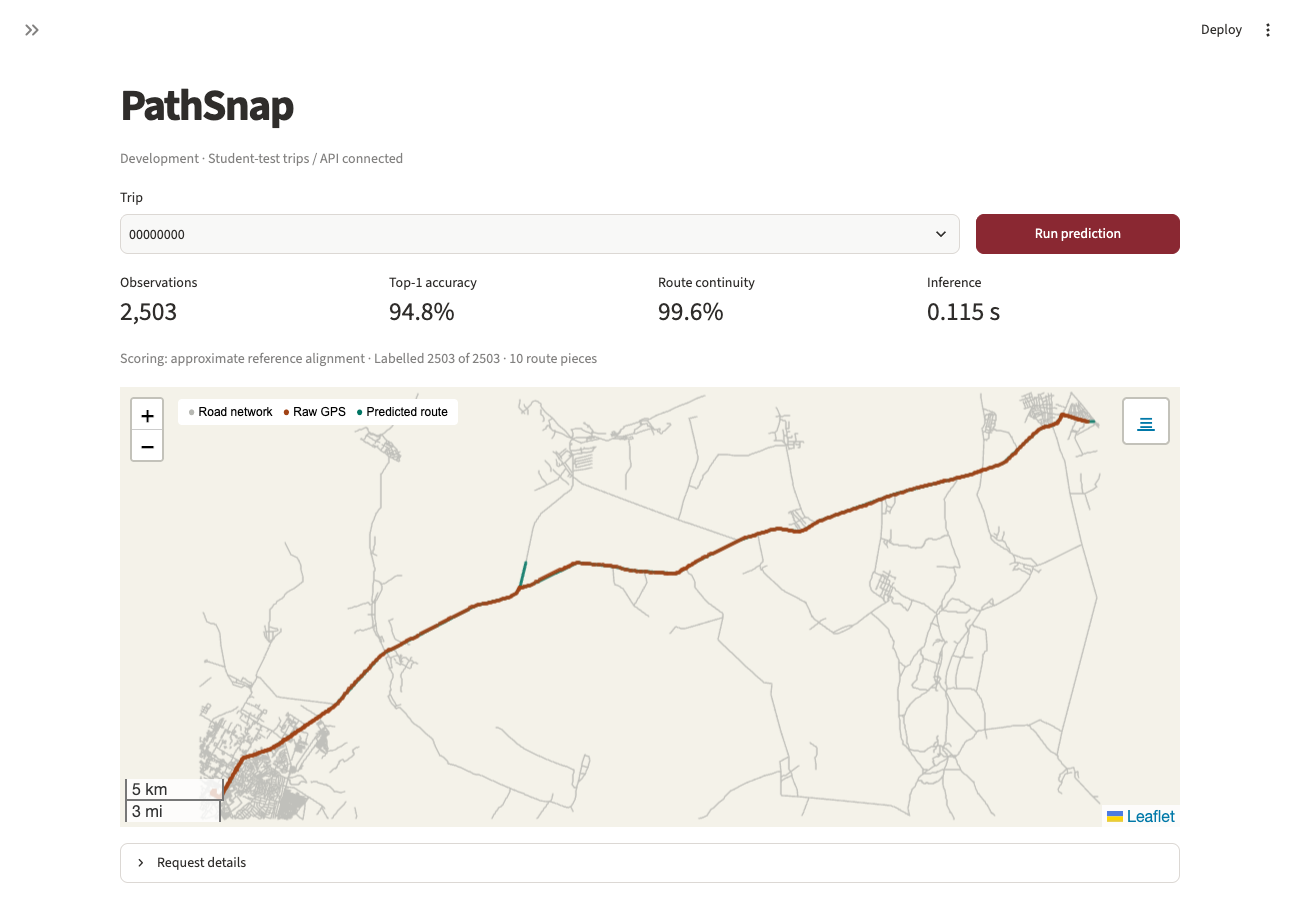 Deploy
PathSnap
Development · Student-test trips / API connected
Trip
00000000
Run prediction
Observations
2,503
Top-1 accuracy
94.8%
Route continuity
99.6%
Inference
0.115 s
Scoring: approximate reference alignment · Labelled 2503 of 2503 · 10 route pieces
+
−
Road network Raw GPS Predicted route
5 km
3 mi
Leaflet
Request details